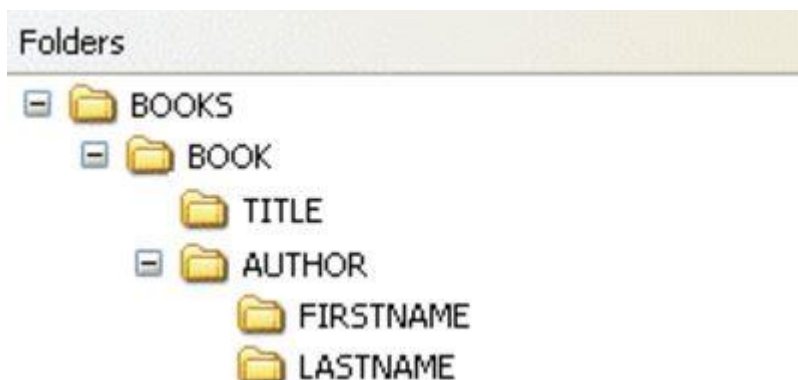 Folders
BOOKS
BOOK
TITLE
AUTHOR
FIRSTNAME
LASTNAME